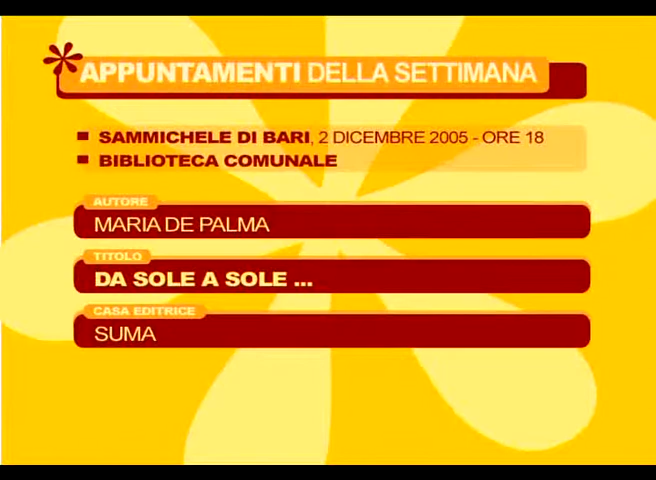 APPUNTAMENTI DELLA SETTIMANA
SAMMICHELE DI BARI, 2 DICEMBRE 2005 - ORE 18
BIBLIOTECA COMUNALE
AUTORE
MARIA DE PALMA
TITOLO
DA SOLE A SOLE ...
CASA EDITRICE
SUMA